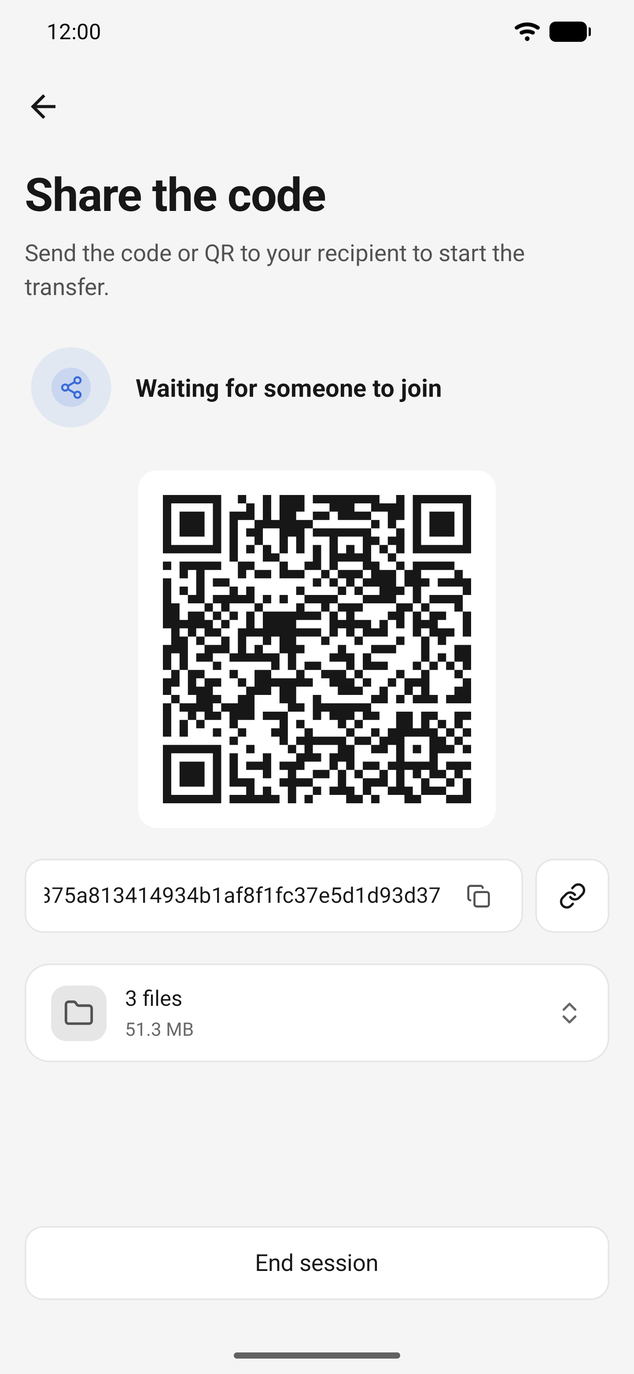 12:00
Share the code
Send the code or QR to your recipient to start the
transfer.
Waiting for someone to join
375a813414934b1af8f1fc37e5d1d93d37
3 files
51.3 MB
End session